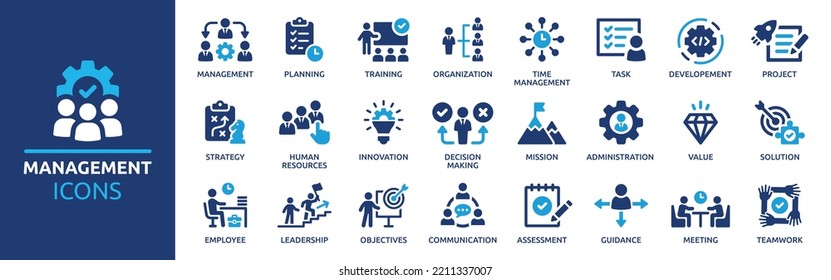 MANAGEMENT
ICONS
MANAGEMENT
PLANNING
TRAINING
ORGANIZATION
TIME
MANAGEMENT
TASK
DEVELOPEMENT
PROJECT
STRATEGY
HUMAN
RESOURCES
INNOVATION
DECISION
MAKING
MISSION
ADMINISTRATION
VALUE
SOLUTION
EMPLOYEE
LEADERSHIP
OBJECTIVES
COMMUNICATION
ASSESSMENT
GUIDANCE
MEETING
TEAMWORK
shutterstock.com · 2211337007